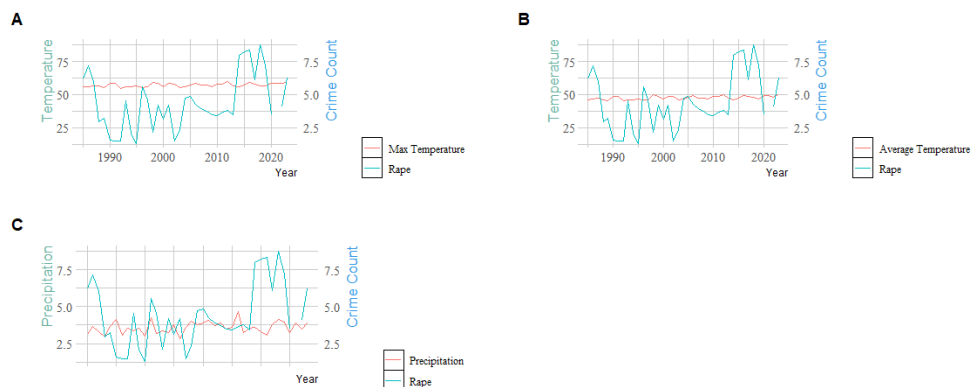 A
Temperature
75
50
25
7.5
5.0
2.5
Crime Count
1990
2000
2010
2020
Year
Max Temperature
Rape
B
Temperature
75
50
25
7.5
5.0
2.5
Crime Count
1990
2000
2010
2020
Year
Average Temperature
Rape
C
Precipitation
7.5
5.0
2.5
7.5
5.0
2.5
Crime Count
Year
Precipitation
Rape